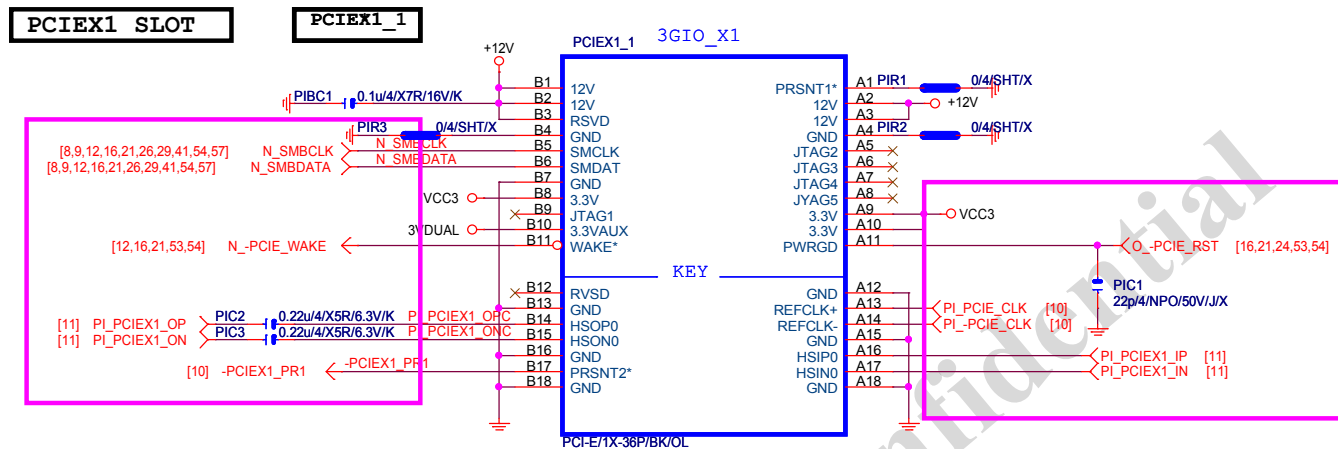 PCIEX1 SLOT
PCIEX1_1
PCIEX1_1 3GIO_X1
+12V
PIBC1 0.1u/4/X7R/16V/K
B1 12V
B2 12V
B3 RSVD
PIR3 0/4/SHT/X B4 GND
[8,9,12,16,21,26,29,41,54,57] N_SMBCLK N_SMBCLK B5 SMCLK
[8,9,12,16,21,26,29,41,54,57] N_SMBDATA N_SMBDATA B6 SMDAT
B7 GND
VCC3 B8 3.3V
B9 JTAG1
3VDUAL B10 3.3VAUX
[12,16,21,53,54] N_-PCIE_WAKE B11 WAKE*
KEY
B12 RVSD
B13 GND
[11] PI_PCIEX1_OP PIC2 0.22u/4/X5R/6.3V/K PI_PCIEX1_OPC B14 HSOP0
[11] PI_PCIEX1_ON PIC3 0.22u/4/X5R/6.3V/K PI_PCIEX1_ONC B15 HSON0
B16 GND
[10] -PCIEX1_PR1 -PCIEX1_PR1 B17 PRSNT2*
B18 GND
PRSNT1* A1 PIR1 0/4/SHT/X
12V A2 +12V
12V A3
GND A4 PIR2 0/4/SHT/X
JTAG2 A5
JTAG3 A6
JTAG4 A7
JYAG5 A8
3.3V A9 VCC3
3.3V A10
PWRGD A11 O_-PCIE_RST [16,21,24,53,54]
PIC1
22p/4/NPO/50V/J/X
GND A12
REFCLK+ A13 PI_PCIE_CLK [10]
REFCLK- A14 PI_-PCIE_CLK [10]
GND A15
HSIP0 A16 PI_PCIEX1_IP [11]
HSIN0 A17 PI_PCIEX1_IN [11]
GND A18
PCI-E/1X-36P/BK/OL
nfidential